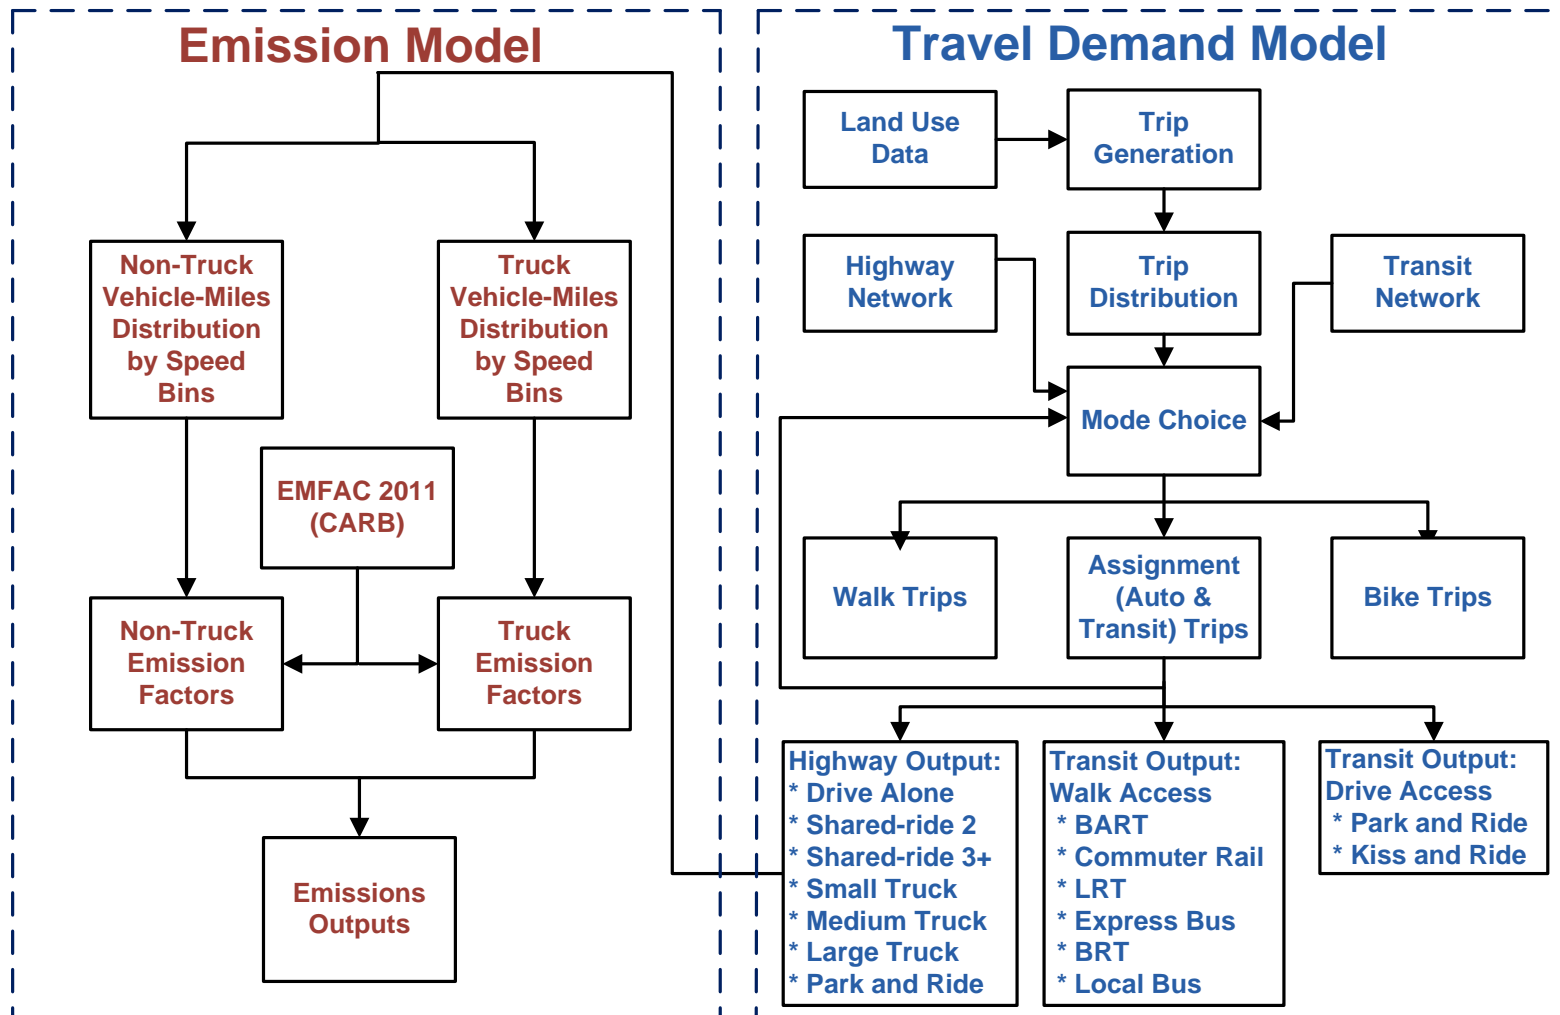 Emission Model
Non-Truck
Vehicle-Miles
Distribution
by Speed
Bins
Truck
Vehicle-Miles
Distribution
by Speed
Bins
EMFAC 2011
(CARB)
Non-Truck
Emission
Factors
Truck
Emission
Factors
Emissions
Outputs
Travel Demand Model
Land Use
Data
Trip
Generation
Highway
Network
Trip
Distribution
Transit
Network
Mode Choice
Walk Trips
Assignment
(Auto &
Transit) Trips
Bike Trips
Highway Output:
* Drive Alone
* Shared-ride 2
* Shared-ride 3+
* Small Truck
* Medium Truck
* Large Truck
* Park and Ride
Transit Output:
Walk Access
* BART
* Commuter Rail
* LRT
* Express Bus
* BRT
* Local Bus
Transit Output:
Drive Access
* Park and Ride
* Kiss and Ride